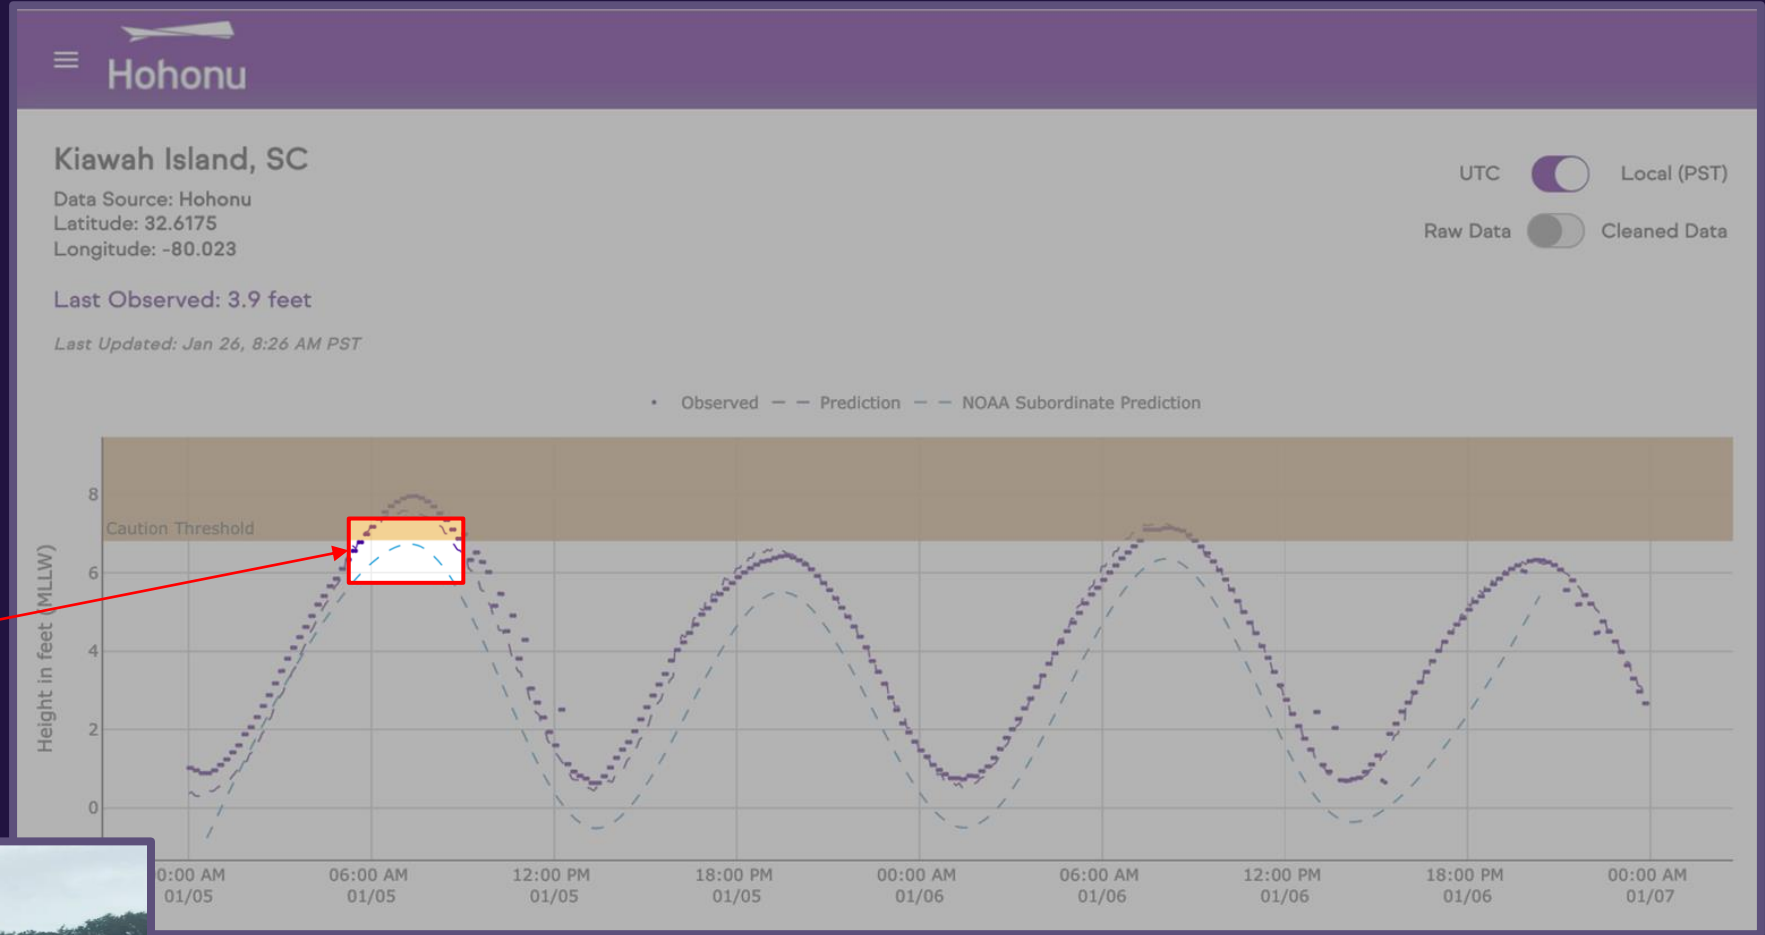 Hohonu
Kiawah Island, SC
Data Source: Hohonu
Latitude: 32.6175
Longitude: -80.023
Last Observed: 3.9 feet
Last Updated: Jan 26, 8:26 AM PST
UTC Local (PST)
Raw Data Cleaned Data
Observed Prediction NOAA Subordinate Prediction
Height in feet (MLLW)
8
Caution Threshold
6
4
2
0
0:00 AM 06:00 AM 12:00 PM 18:00 PM 00:00 AM 06:00 AM 12:00 PM 18:00 PM 00:00 AM
01/05 01/05 01/05 01/05 01/06 01/06 01/06 01/06 01/07